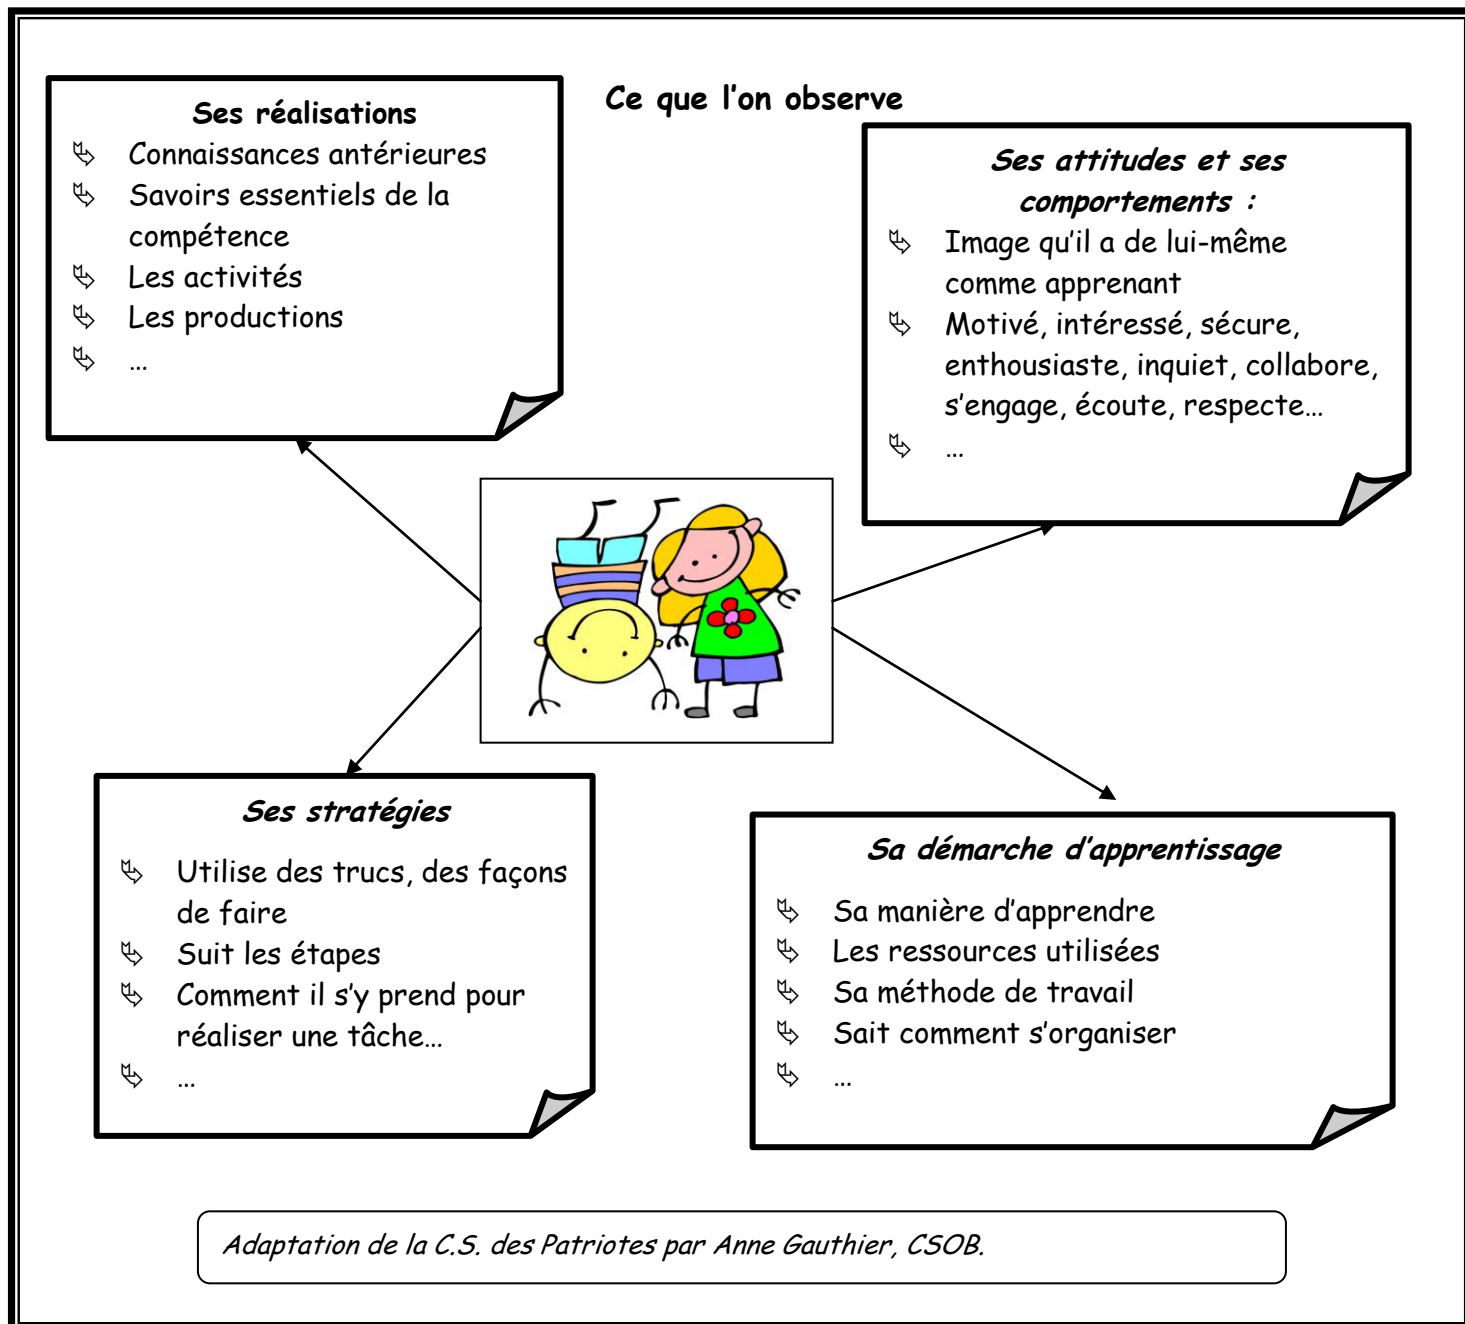 Ce que l'on observe
Ses réalisations
Connaissances antérieures
Savoirs essentiels de la
compétence
Les activités
Les productions
…
Ses attitudes et ses
comportements :
Image qu'il a de lui-même
comme apprenant
Motivé, intéressé, sécure,
enthousiaste, inquiet, collabore,
s'engage, écoute, respecte…
…
Ses stratégies
Utilise des trucs, des façons
de faire
Suit les étapes
Comment il s'y prend pour
réaliser une tâche…
…
Sa démarche d'apprentissage
Sa manière d'apprendre
Les ressources utilisées
Sa méthode de travail
Sait comment s'organiser
…
Adaptation de la C.S. des Patriotes par Anne Gauthier, CSOB.